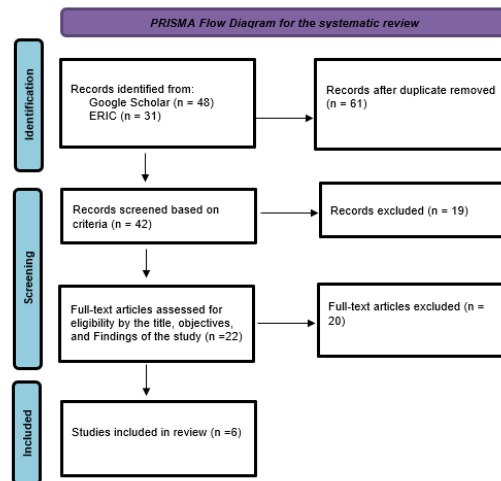 PRISMA Flow Diagram for the systematic review
Identification
Records identified from:
Google Scholar (n = 48)
ERIC (n = 31)
Records after duplicate removed
(n = 61)
Screening
Records screened based on
criteria (n = 42)
Records excluded (n = 19)
Full-text articles assessed for
eligibility by the title, objectives,
and Findings of the study (n =22)
Full-text articles excluded (n =
20)
Included
Studies included in review (n =6)